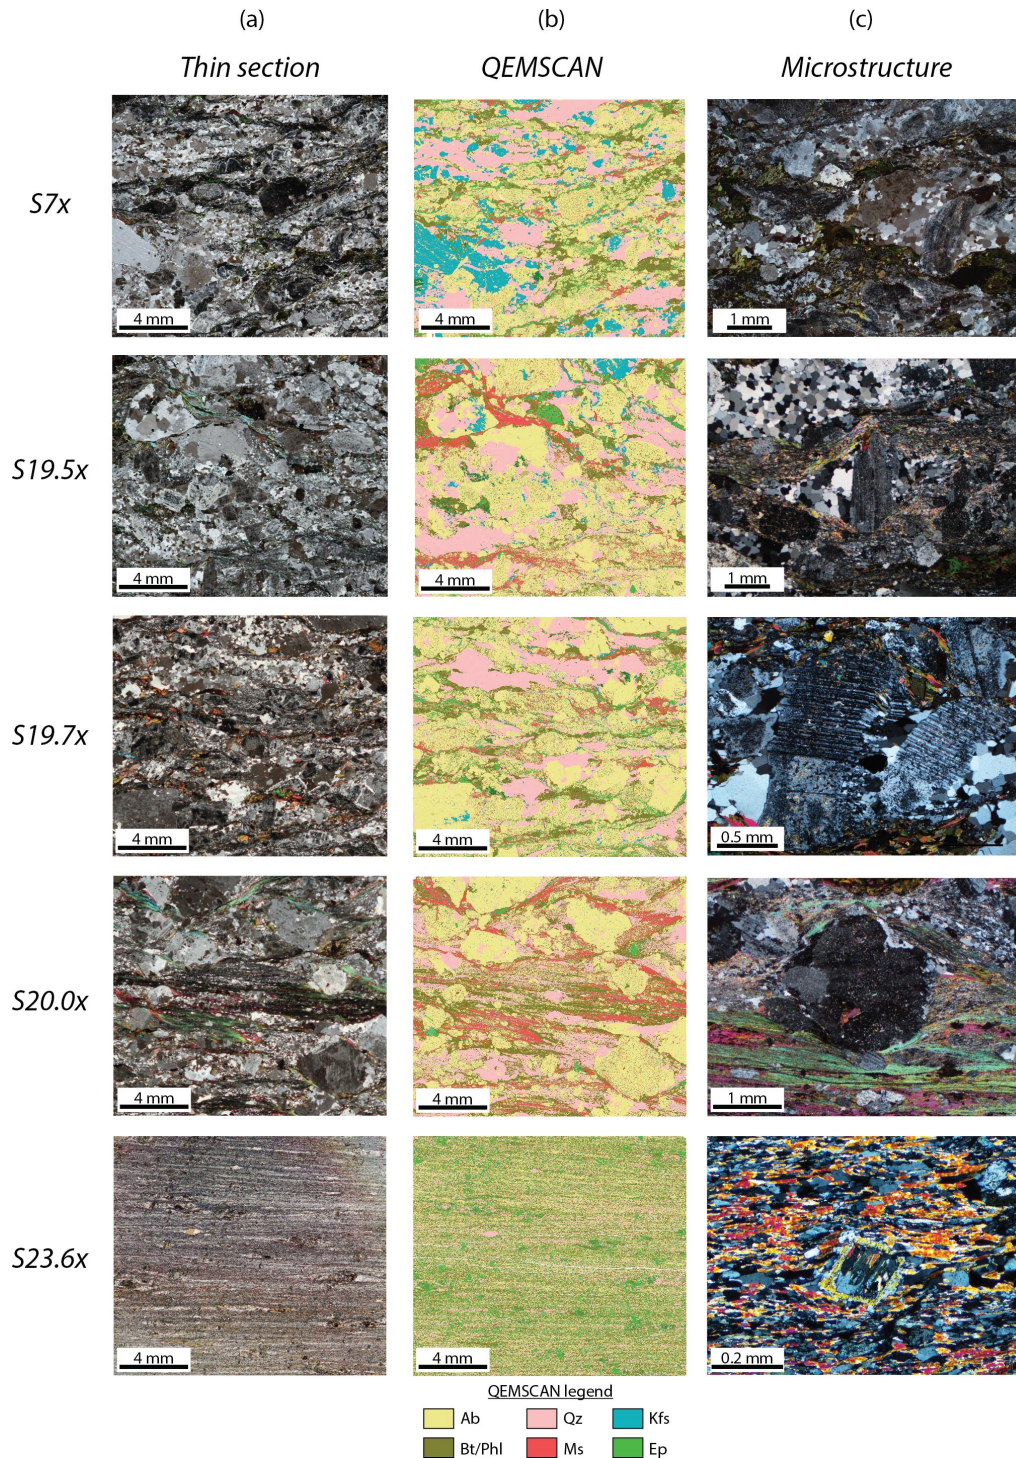 (a) (b) (c)
Thin section QEMSCAN Microstructure
S7x
4 mm 4 mm 1 mm
S19.5x
4 mm 4 mm 1 mm
S19.7x
4 mm 4 mm 0.5 mm
S20.0x
4 mm 4 mm 1 mm
S23.6x
4 mm 4 mm 0.2 mm
QEMSCAN legend
Ab Qz Kfs
Bt/Phl Ms Ep